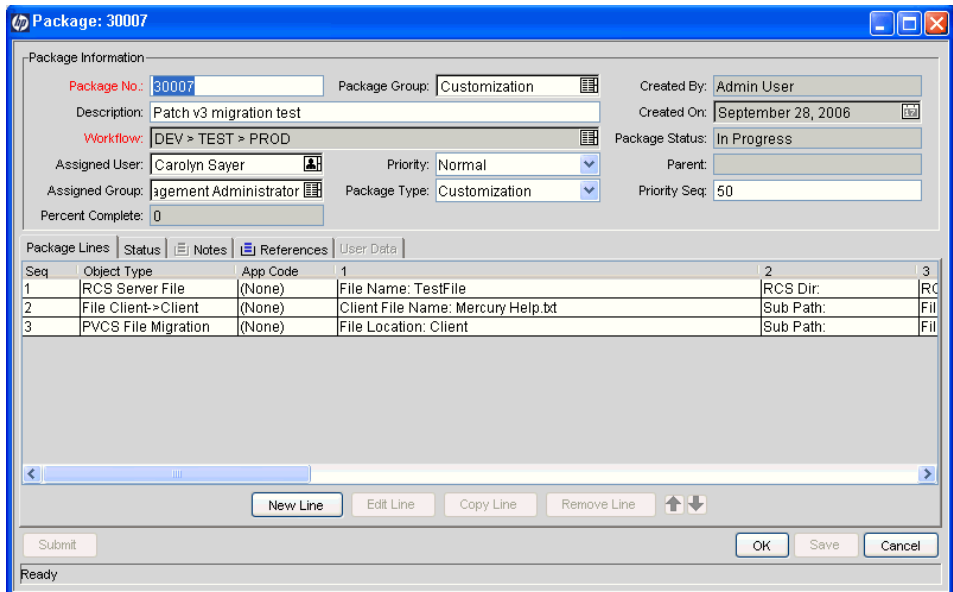 hp Package: 30007
Package Information
Package No.: 30007 Package Group: Customization Created By: Admin User
Description: Patch v3 migration test Created On: September 28, 2006
Workflow: DEV > TEST > PROD Package Status: In Progress
Assigned User: Carolyn Sayer Priority: Normal Parent:
Assigned Group: agement Administrator Package Type: Customization Priority Seq: 50
Percent Complete: 0
Package Lines Status Notes References User Data
Seq Object Type App Code 1 2 3
1 RCS Server File (None) File Name: TestFile RCS Dir: RC
2 File Client->Client (None) Client File Name: Mercury Help.txt Sub Path: Fil
3 PVCS File Migration (None) File Location: Client Sub Path: Fil
New Line Edit Line Copy Line Remove Line
Submit OK Save Cancel
Ready